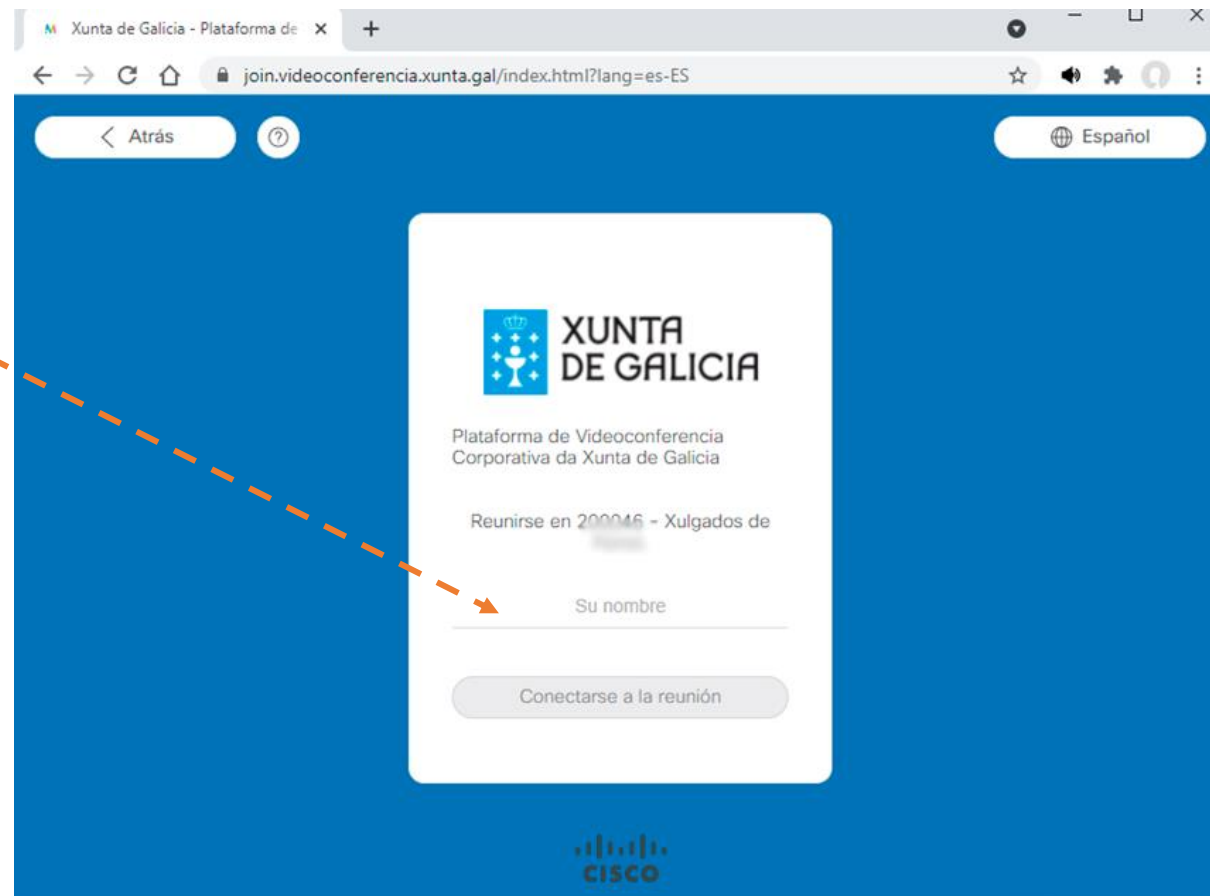 Xunta de Galicia - Plataforma de
join.videoconferencia.xunta.gal/index.html?lang=es-ES
Atrás
Español
XUNTA
DE GALICIA
Plataforma de Videoconferencia
Corporativa da Xunta de Galicia
Reunirse en - Xulgados de
Su nombre
Conectarse a la reunión
CISCO